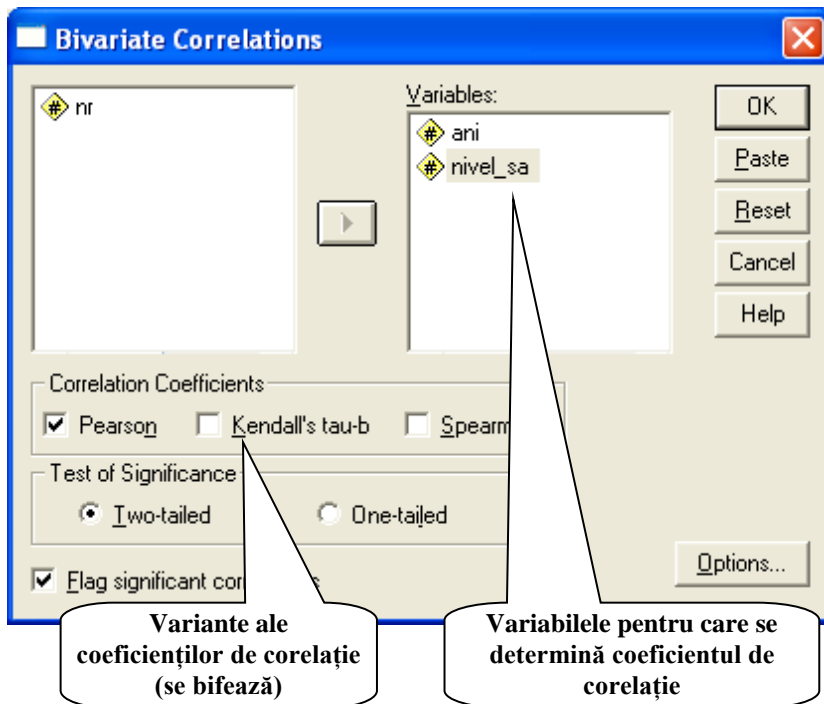 Bivariate Correlations
nr
Variables:
ani
nivel_sa
OK
Paste
Reset
Cancel
Help
Correlation Coefficients
Pearson Kendall's tau-b
Test of Significance
Two-tailed One-tailed
Flag significant
Options...
Variante ale
coeficienților de corelație
(se bifează)
Variabilele pentru care se
determină coeficientul de
corelație